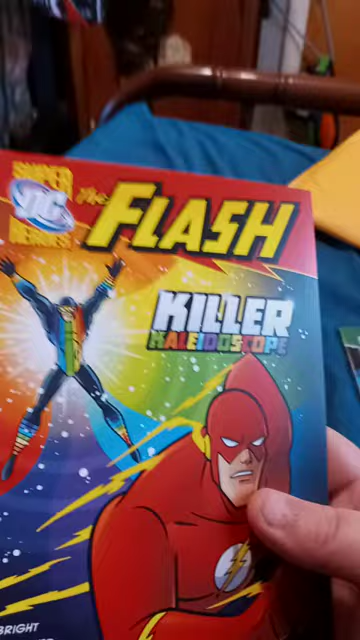 SUPER
DC
HEROES
The FLASH
KILLER
KALEIDOSCOPE
BRIGHT